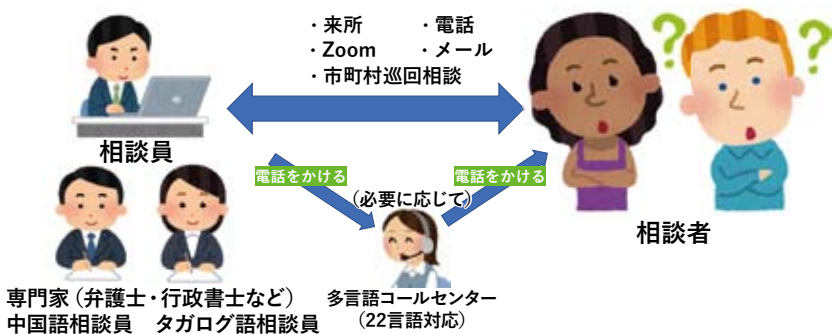 ・来所 ・電話
・Zoom ・メール
・市町村巡回相談
相談員
電話をかける 電話をかける
(必要に応じて)
相談者
専門家(弁護士・行政書士など)
中国語相談員 タガログ語相談員
多言語コールセンター
(22言語対応)